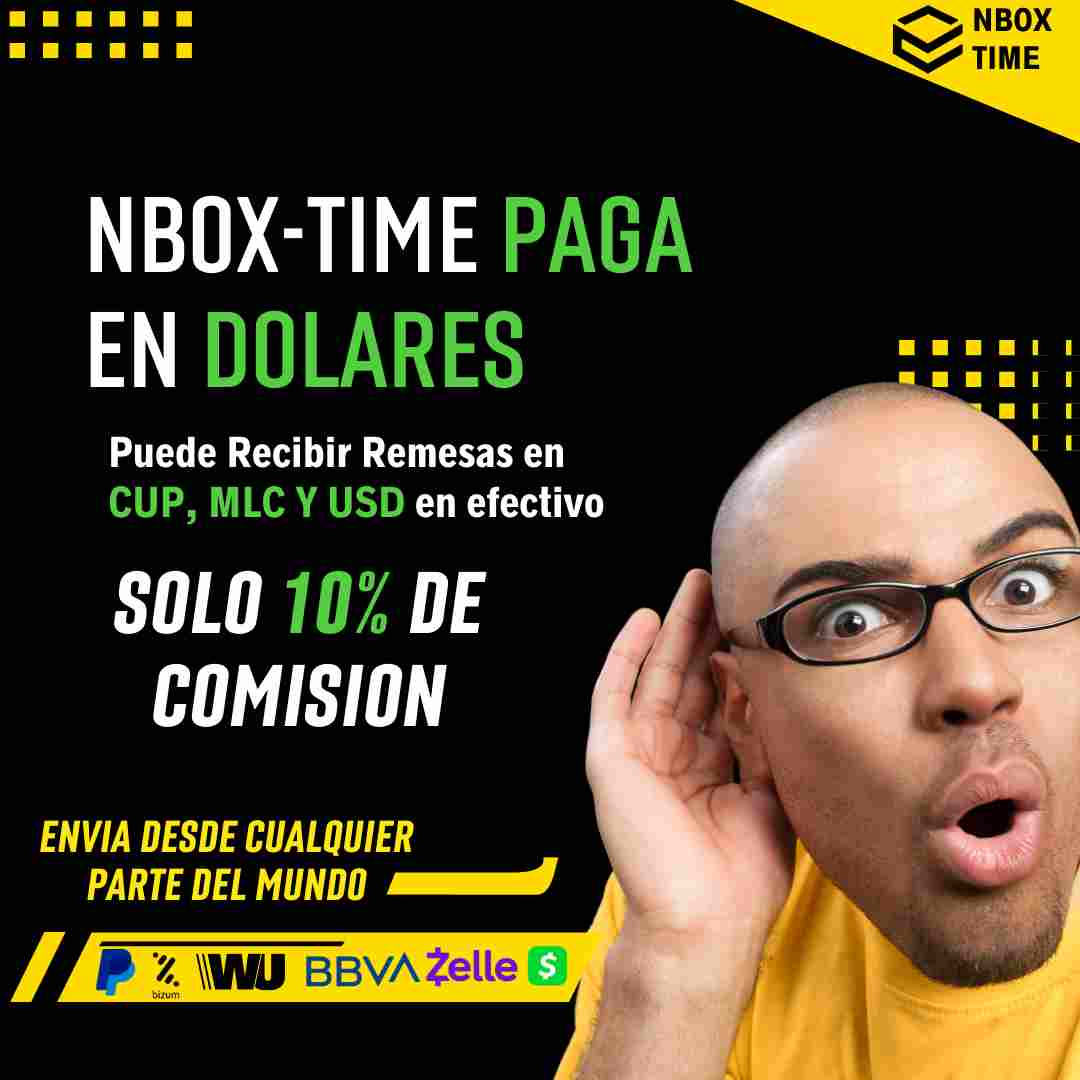 NBOX
TIME
NBOX-TIME PAGA
EN DOLARES
Puede Recibir Remesas en
CUP, MLC Y USD en efectivo
SOLO 10% DE
COMISION
ENVIA DESDE CUALQUIER
PARTE DEL MUNDO
bizum WU BBVA Zelle $